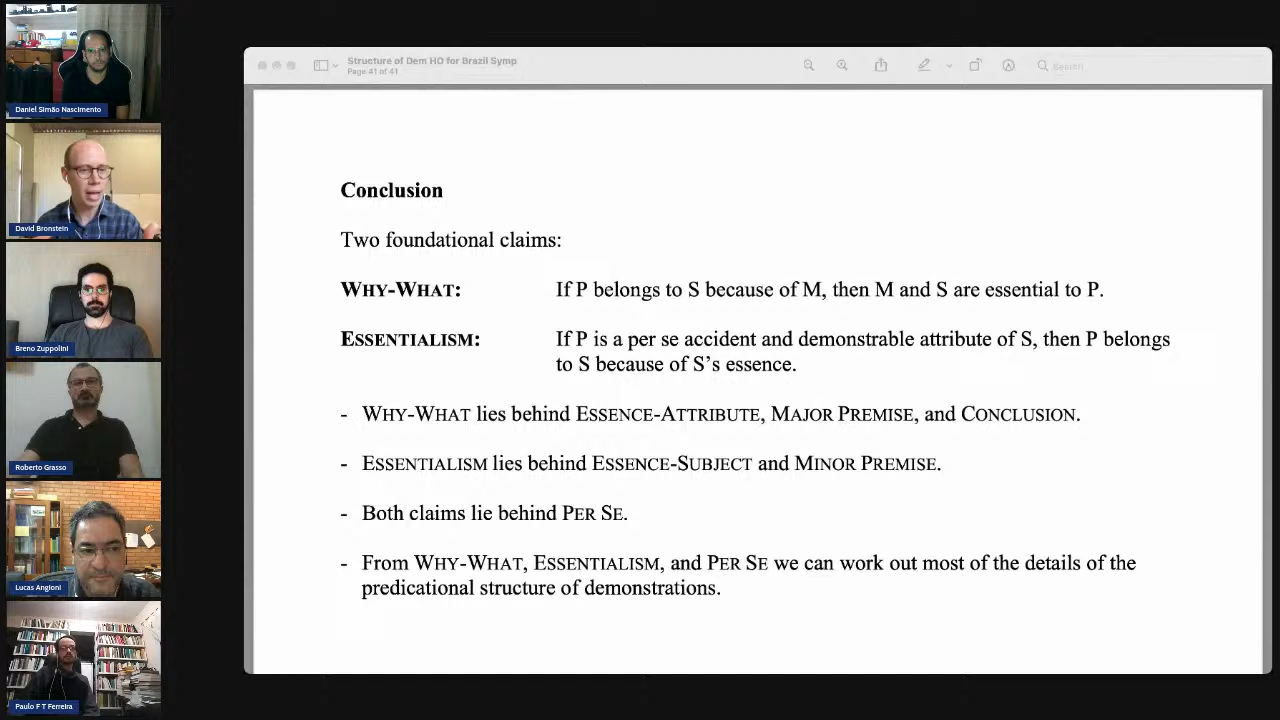 Daniel Simão Nascimento
David Bronstein
Breno Zuppolini
Roberto Grasso
Lucas Angioni
Paulo F T Ferreira
Structure of Dem HO for Brazil Symp
Page 41 of 41
Search
Conclusion
Two foundational claims:
WHY-WHAT: If P belongs to S because of M, then M and S are essential to P.
ESSENTIALISM: If P is a per se accident and demonstrable attribute of S, then P belongs
to S because of S's essence.
- WHY-WHAT lies behind ESSENCE-ATTRIBUTE, MAJOR PREMISE, and CONCLUSION.
- ESSENTIALISM lies behind ESSENCE-SUBJECT and MINOR PREMISE.
- Both claims lie behind PER SE.
- From WHY-WHAT, ESSENTIALISM, and PER SE we can work out most of the details of the
predicational structure of demonstrations.